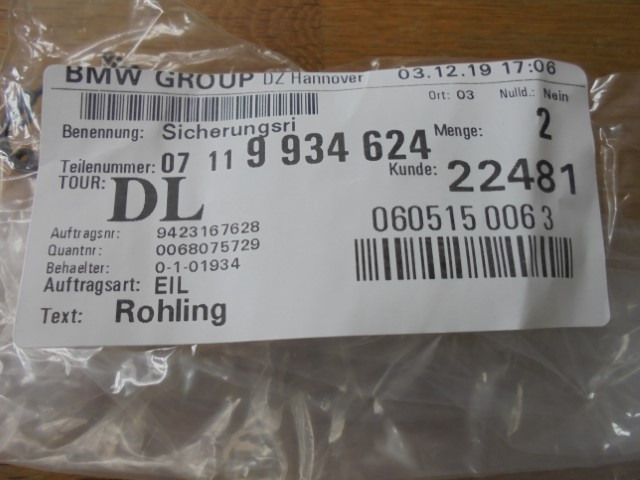 BMW GROUP DZ Hannover 03.12.19 17:06
Ort: 03 Nulld.: Nein
Benennung: Sicherungsri Menge: 2
Teilenummer: 07 11 9 934 624
TOUR: DL Kunde: 22481
Auftragsnr: 9423167628
Quantnr: 0068075729
Behaelter: 0-1-01934
Auftragsart: EIL
Text: Rohling
060515 006 3